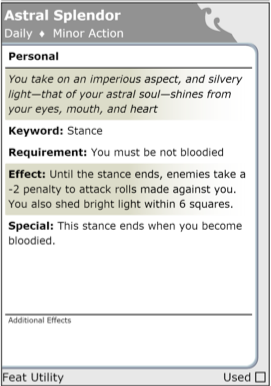 Astral Splendor
Daily ♦ Minor Action
Personal
You take on an imperious aspect, and silvery
light—that of your astral soul—shines from
your eyes, mouth, and heart
Keyword: Stance
Requirement: You must be not bloodied
Effect: Until the stance ends, enemies take a
-2 penalty to attack rolls made against you.
You also shed bright light within 6 squares.
Special: This stance ends when you become
bloodied.
Additional Effects
Feat Utility Used □